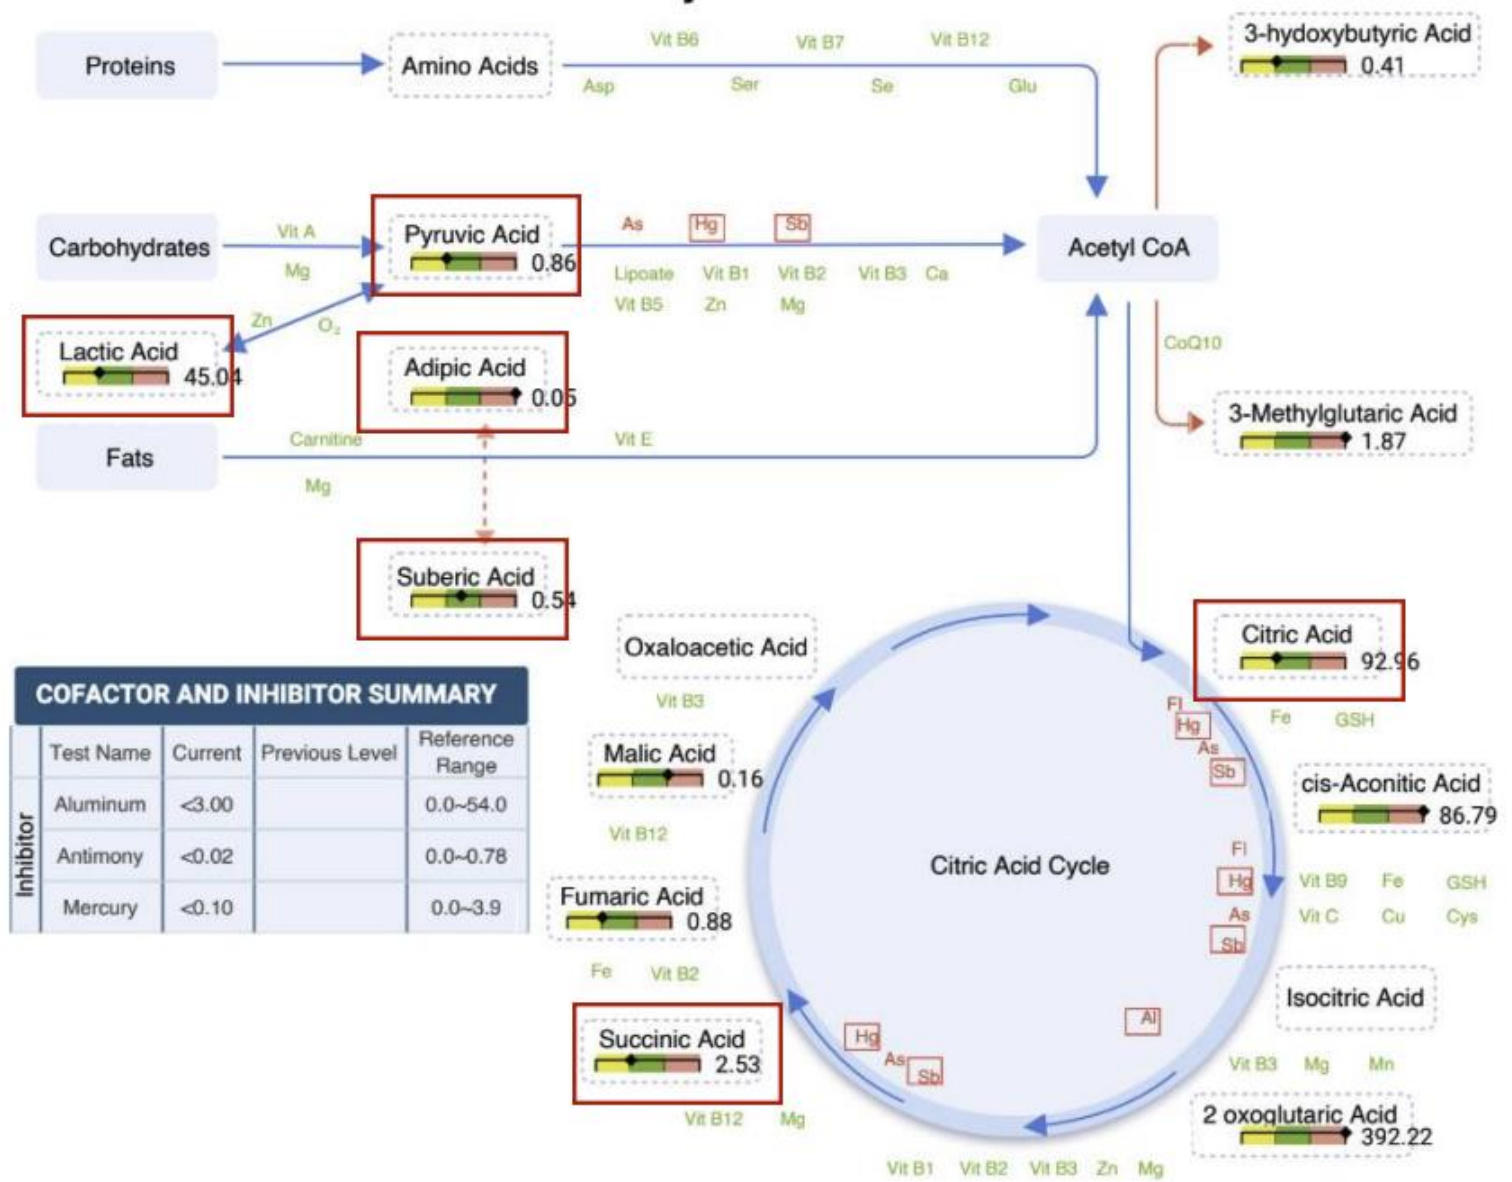 3-hydoxybutyric Acid
0.41
Proteins
Amino Acids
Vit B6 Vit B7 Vit B12
Asp Ser Se Glu
Carbohydrates
Vit A
Mg
Pyruvic Acid
0.86
As Hg Sb
Lipoate Vit B1 Vit B2 Vit B3 Ca
Vit B5 Zn Mg
Acetyl CoA
Zn O₂
Lactic Acid
45.04
Adipic Acid
0.05
CoQ10
3-Methylglutaric Acid
1.87
Fats
Carnitine
Mg
Vit E
Suberic Acid
0.54
COFACTOR AND INHIBITOR SUMMARY
Test Name Current Previous Level Reference Range
Inhibitor
Aluminum <3.00 0.0~54.0
Antimony <0.02 0.0~0.78
Mercury <0.10 0.0~3.9
Oxaloacetic Acid
Vit B3
Malic Acid
0.16
Vit B12
Fumaric Acid
0.88
Fe Vit B2
Succinic Acid
2.53
Vit B12 Mg
Citric Acid Cycle
Citric Acid
92.96
Fe GSH
Fl
Hg
As
Sb
cis-Aconitic Acid
86.79
Fl
Hg
As
Sb
Vit B9 Fe GSH
Vit C Cu Cys
Isocitric Acid
Al
Vit B3 Mg Mn
2 oxoglutaric Acid
392.22
Hg
As
Sb
Vit B1 Vit B2 Vit B3 Zn Mg